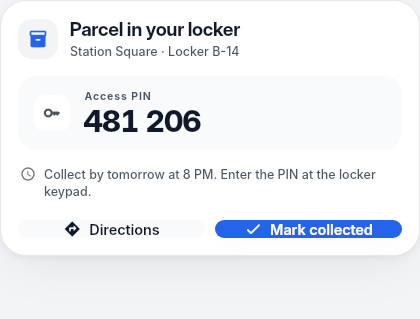 Parcel in your locker
Station Square · Locker B-14
Access PIN
481 206
Collect by tomorrow at 8 PM. Enter the PIN at the locker
keypad.
Directions
Mark collected